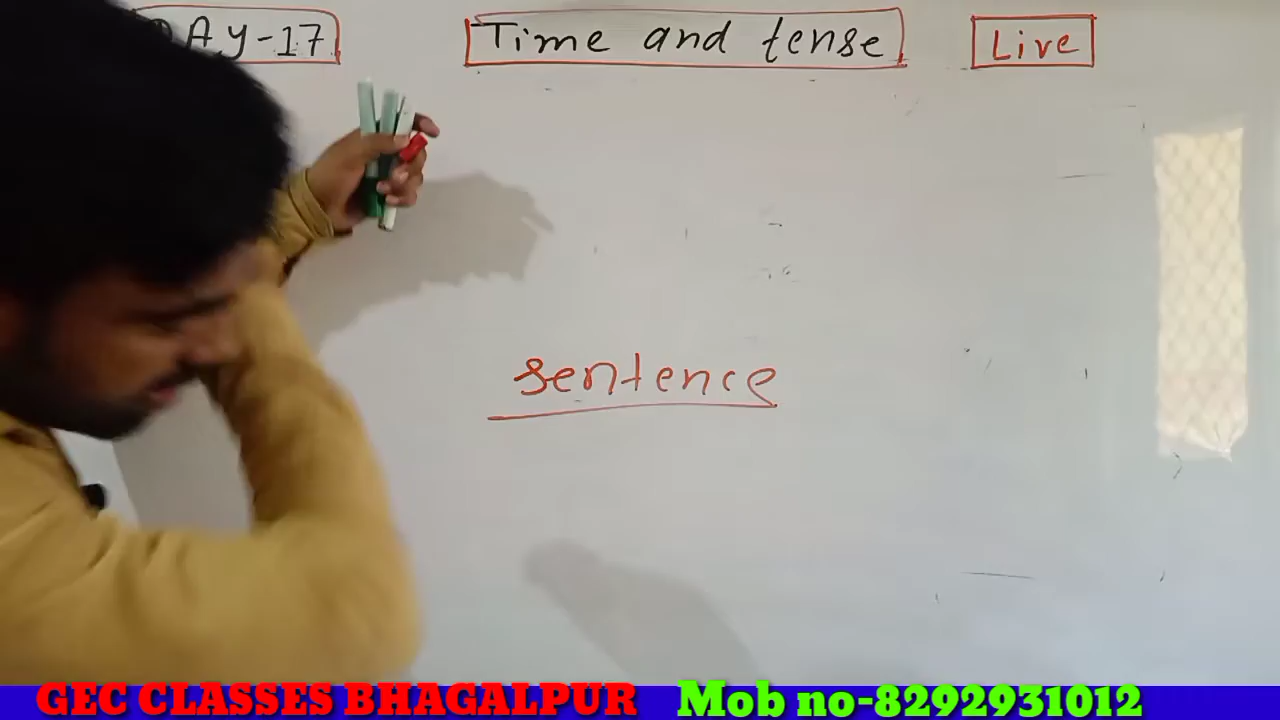 DAY-17 Time and tense Live
sentence
GEC CLASSES BHAGALPUR Mob no-8292931012